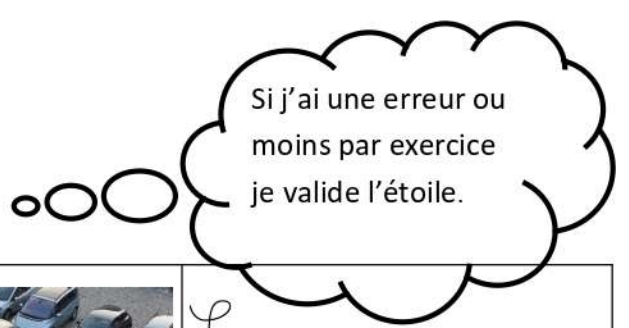 Si j'ai une erreur ou
moins par exercice
je valide l'étoile.